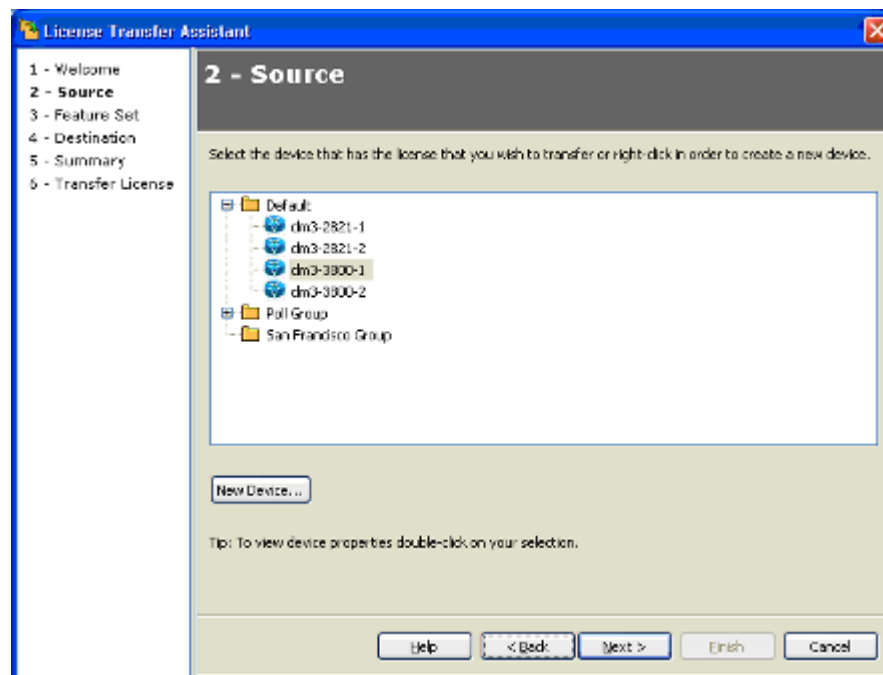 License Transfer Assistant
1 - Welcome
2 - Source
3 - Feature Set
4 - Destination
5 - Summary
6 - Transfer License
2 - Source
Select the device that has the license that you wish to transfer or right-click in order to create a new device.
Default
dm3-2821-1
dm3-2821-2
dm3-3800-1
dm3-3800-2
Poll Group
San Francisco Group
New Device...
Tip: To view device properties double-click on your selection.
Help
< Back
Next >
Finish
Cancel